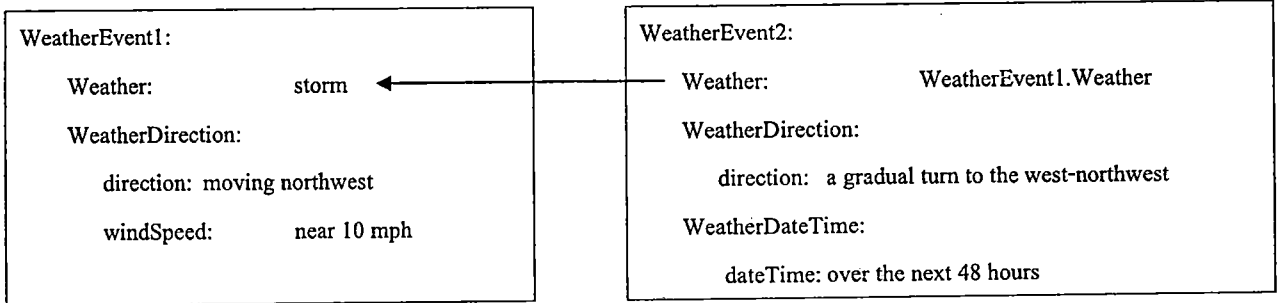 WeatherEvent1:
Weather: storm
WeatherDirection:
direction: moving northwest
windSpeed: near 10 mph
WeatherEvent2:
Weather: WeatherEvent1.Weather
WeatherDirection:
direction: a gradual turn to the west-northwest
WeatherDateTime:
dateTime: over the next 48 hours